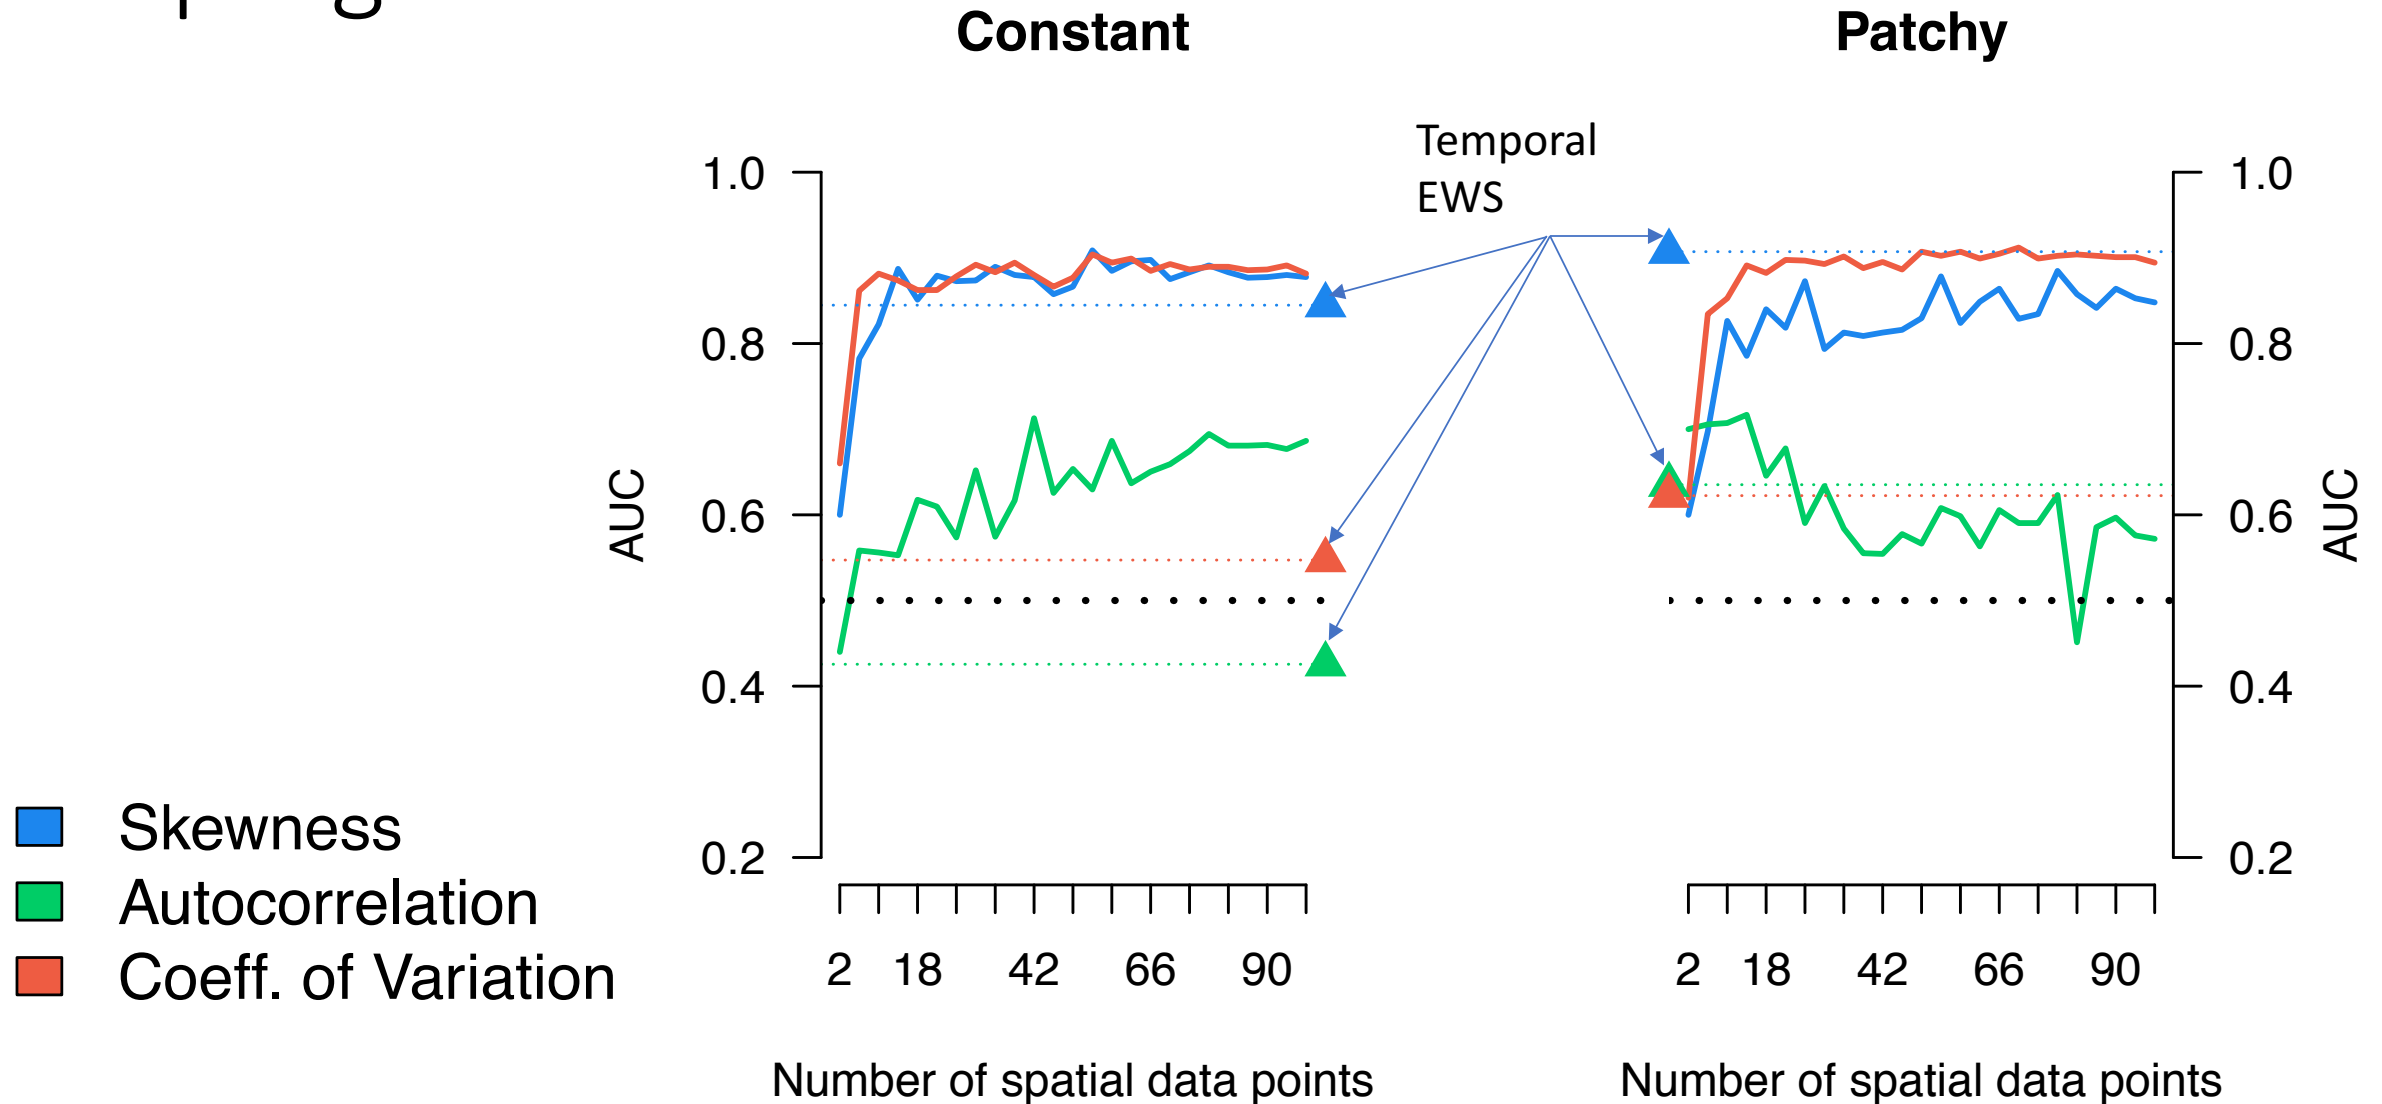 Constant
Patchy
Temporal
EWS
1.0
0.8
0.6
0.4
0.2
AUC
1.0
0.8
0.6
0.4
0.2
AUC
Skewness
Autocorrelation
Coeff. of Variation
2 18 42 66 90
2 18 42 66 90
Number of spatial data points
Number of spatial data points